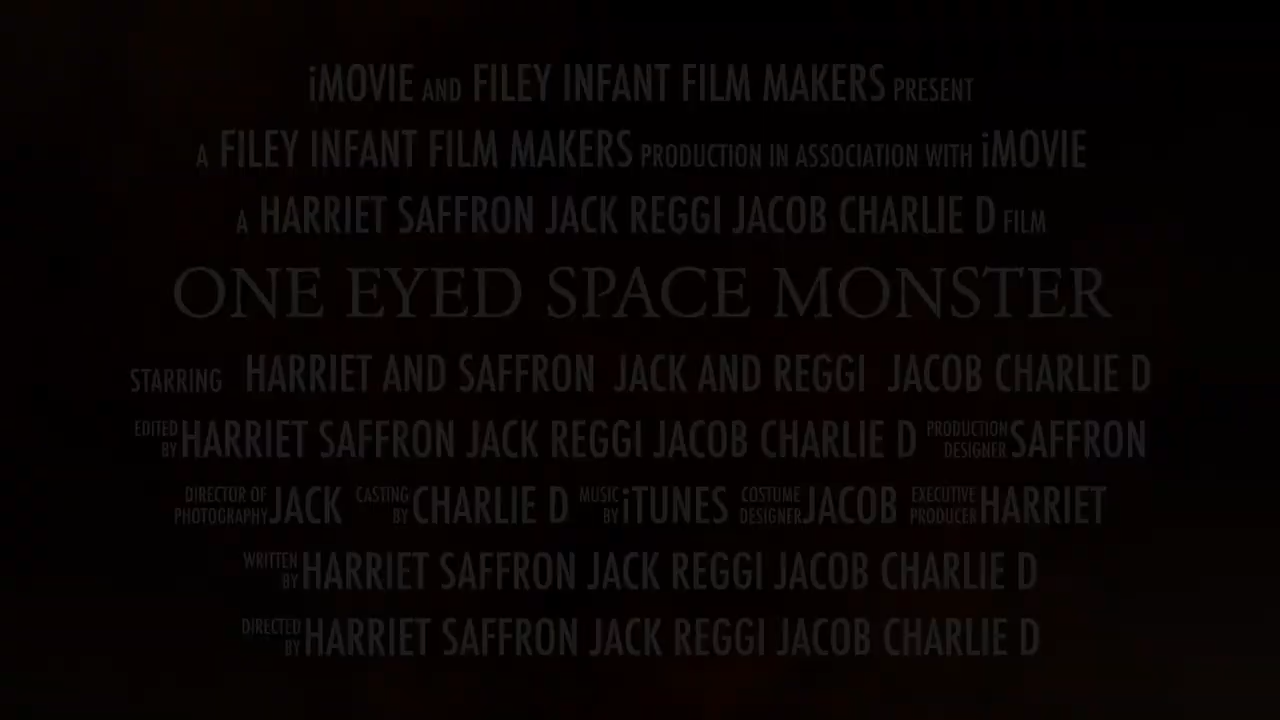 iMOVIE AND FILEY INFANT FILM MAKERS PRESENT
A FILEY INFANT FILM MAKERS PRODUCTION IN ASSOCIATION WITH iMOVIE
A HARRIET SAFFRON JACK REGGI JACOB CHARLIE D FILM
ONE EYED SPACE MONSTER
STARRING HARRIET AND SAFFRON JACK AND REGGI JACOB CHARLIE D
EDITED BY HARRIET SAFFRON JACK REGGI JACOB CHARLIE D PRODUCTION DESIGNER SAFFRON
DIRECTOR OF PHOTOGRAPHY JACK CASTING BY CHARLIE D MUSIC BY iTUNES COSTUME DESIGNER JACOB EXECUTIVE PRODUCER HARRIET
WRITTEN BY HARRIET SAFFRON JACK REGGI JACOB CHARLIE D
DIRECTED BY HARRIET SAFFRON JACK REGGI JACOB CHARLIE D